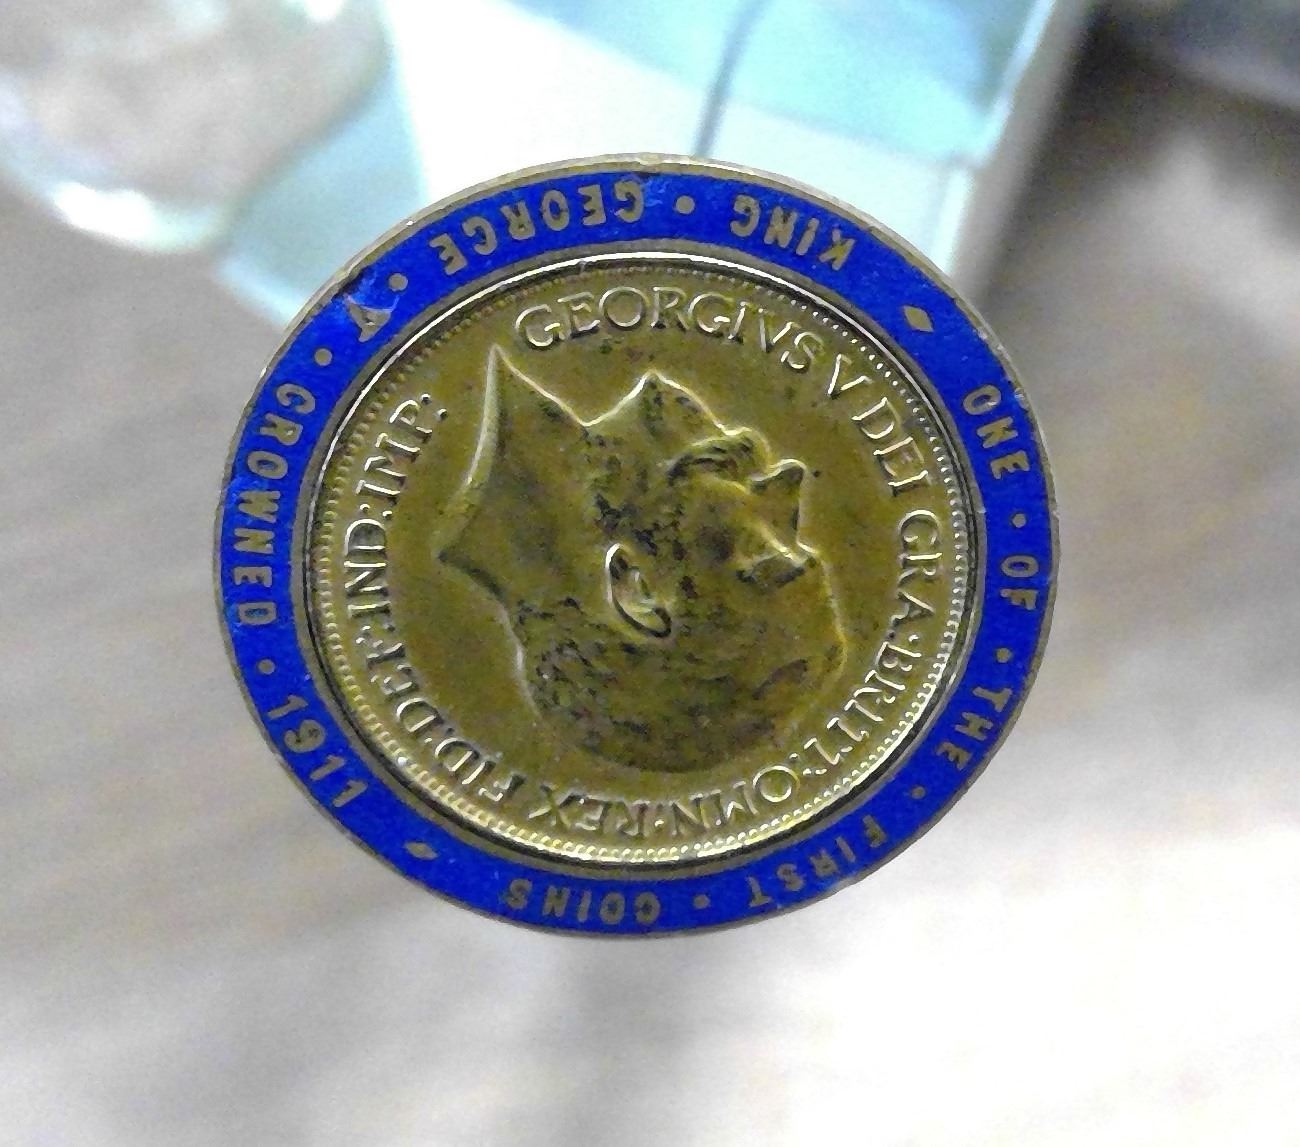 KING • GEORGE • V • CROWNED • 1911
ONE • OF • THE • FIRST • COINS
GEORGIVS V DEI GRA: BRITT: OMN: REX FID: DEF: IND: IMP: